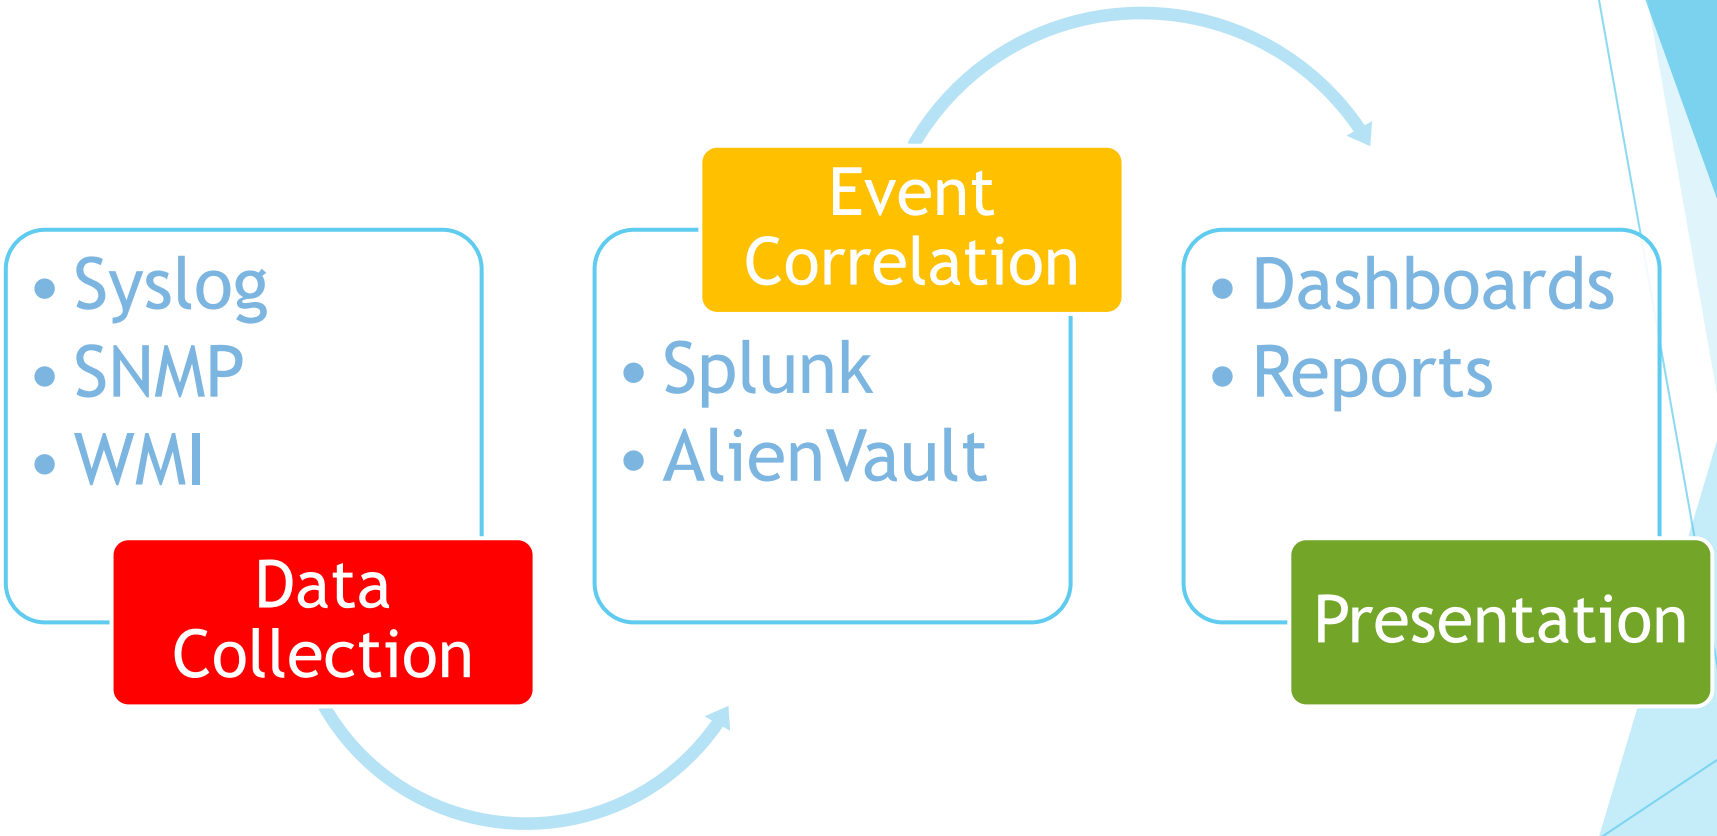 • Syslog
• SNMP
• WMI
Data
Collection
Event
Correlation
• Splunk
• AlienVault
• Dashboards
• Reports
Presentation